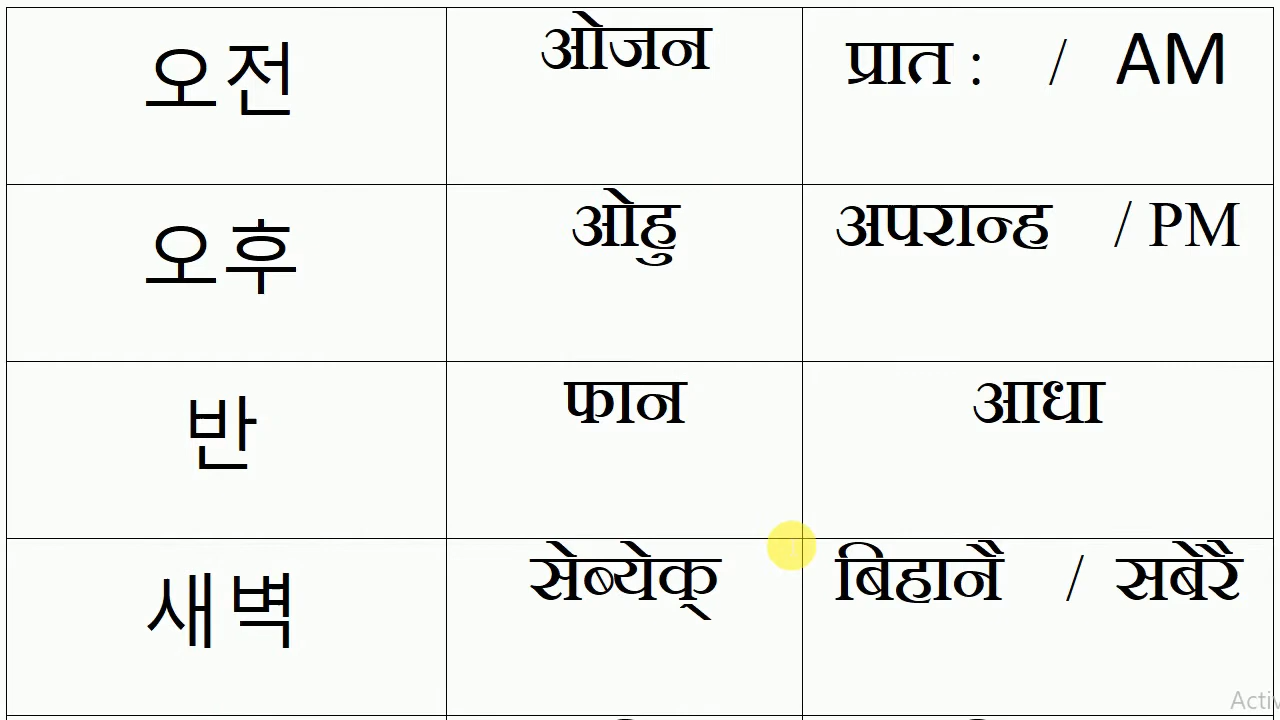 오전 ओजन प्रात : / AM
오후 ओहु अपरान्ह / PM
반 फान आधा
새벽 सेब्येक् बिहानै / सबेरै